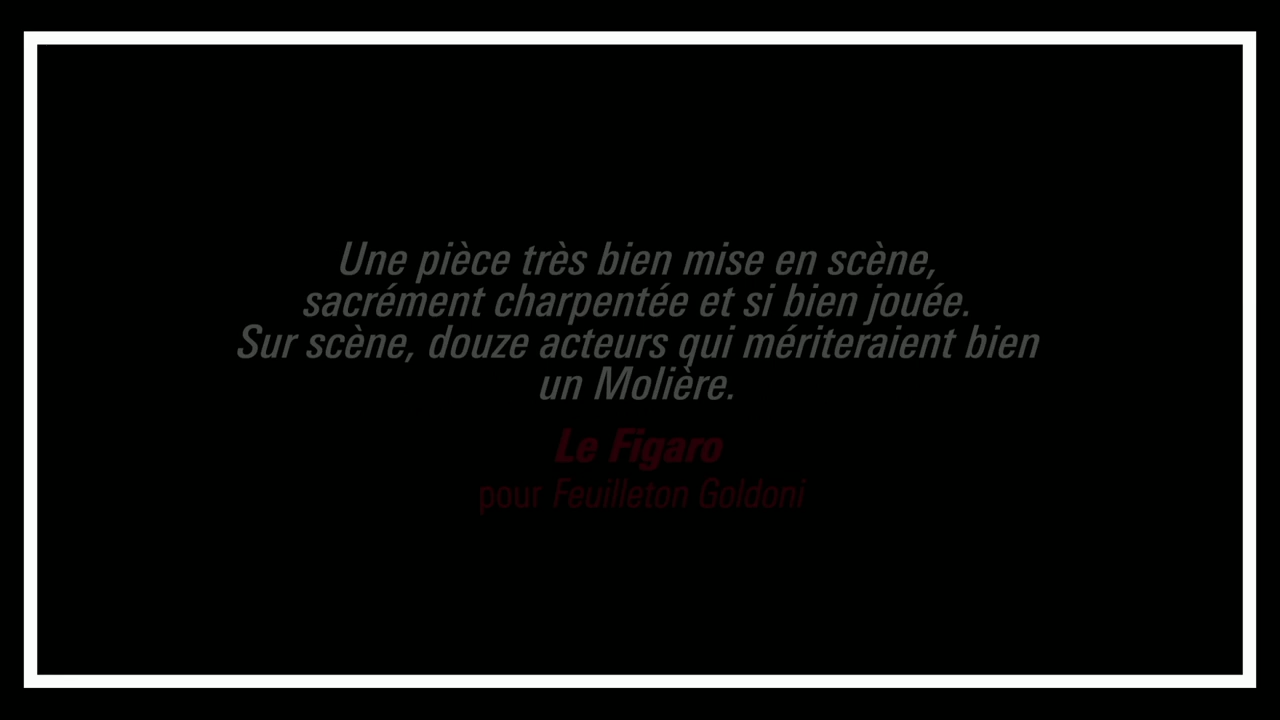 Une pièce très bien mise en scène,
sacrément charpentée et si bien jouée.
Sur scène, douze acteurs qui mériteraient bien
un Molière.
Le Figaro
pour Feuilleton Goldoni